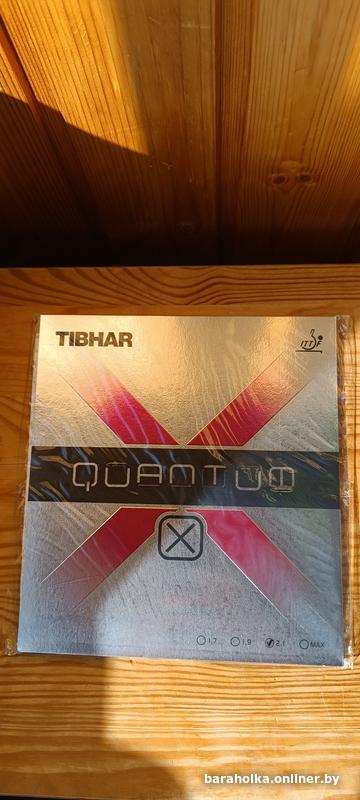 TIBHAR
ITTF
QUANTUM
X
1,7 1,9 2,1 MAX
baraholka.onliner.by